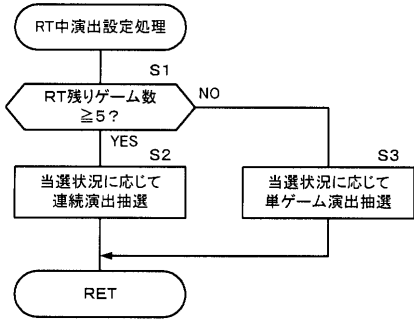 RT中演出設定処理
S1
RT残りゲーム数
≧5?
NO
YES
S2
当選状況に応じて
連続演出抽選
S3
当選状況に応じて
単ゲーム演出抽選
RET